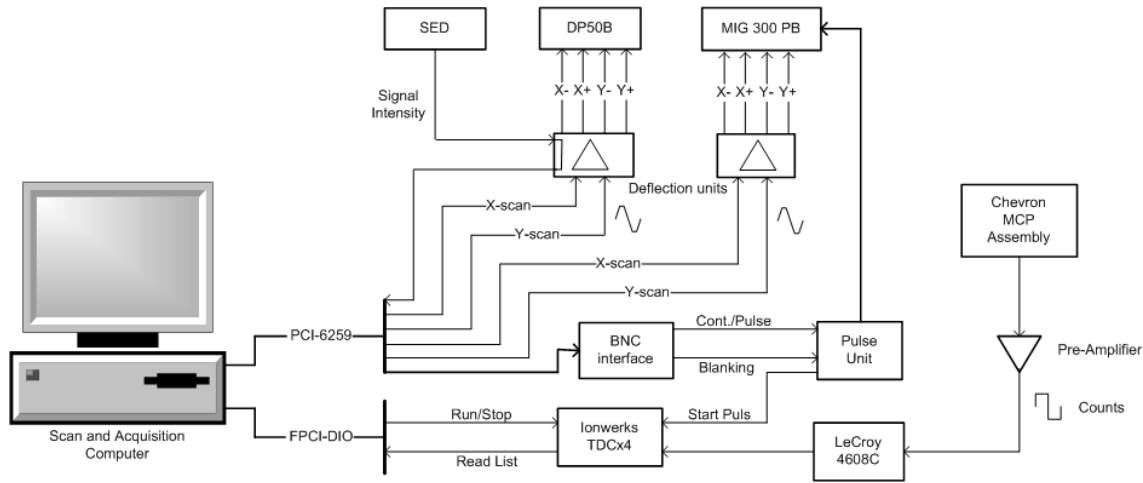 SED
DP50B
MIG 300 PB
Signal
Intensity
X- X+ Y- Y+
X- X+ Y- Y+
Deflection units
X-scan
Y-scan
X-scan
Y-scan
Chevron
MCP
Assembly
PCI-6259
BNC
interface
Cont./Pulse
Blanking
Pulse
Unit
Pre-Amplifier
Counts
Scan and Acquisition
Computer
FPCI-DIO
Run/Stop
Read List
Ionwerks
TDCx4
Start Puls
LeCroy
4608C